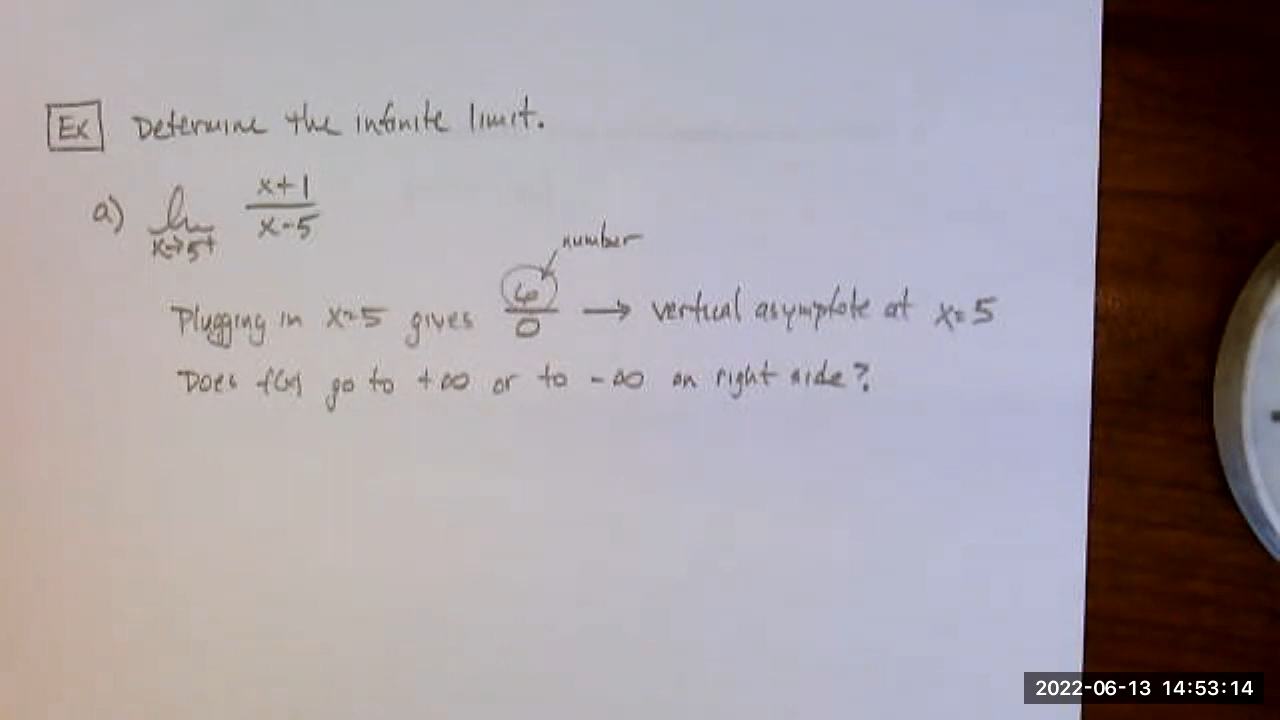 Ex Determine the infinite limit.
a) lim x→5⁺ x+1 / x-5
number
Plugging in x=5 gives 6/0 → vertical asymptote at x=5
Does f(x) go to +∞ or to -∞ on right side?
2022-06-13 14:53:14